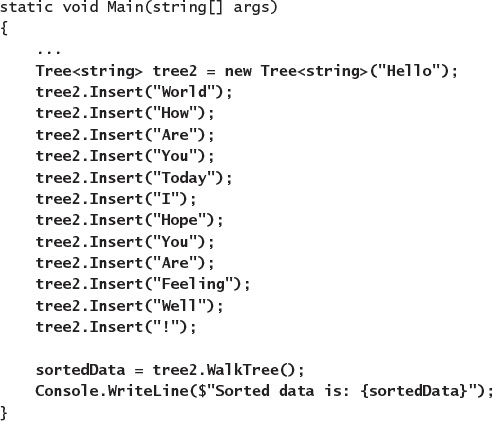 static void Main(string[] args)
{
    ...
    Tree<string> tree2 = new Tree<string>("Hello");
    tree2.Insert("World");
    tree2.Insert("How");
    tree2.Insert("Are");
    tree2.Insert("You");
    tree2.Insert("Today");
    tree2.Insert("I");
    tree2.Insert("Hope");
    tree2.Insert("You");
    tree2.Insert("Are");
    tree2.Insert("Feeling");
    tree2.Insert("Well");
    tree2.Insert("!");

    sortedData = tree2.WalkTree();
    Console.WriteLine($"Sorted data is: {sortedData}");
}